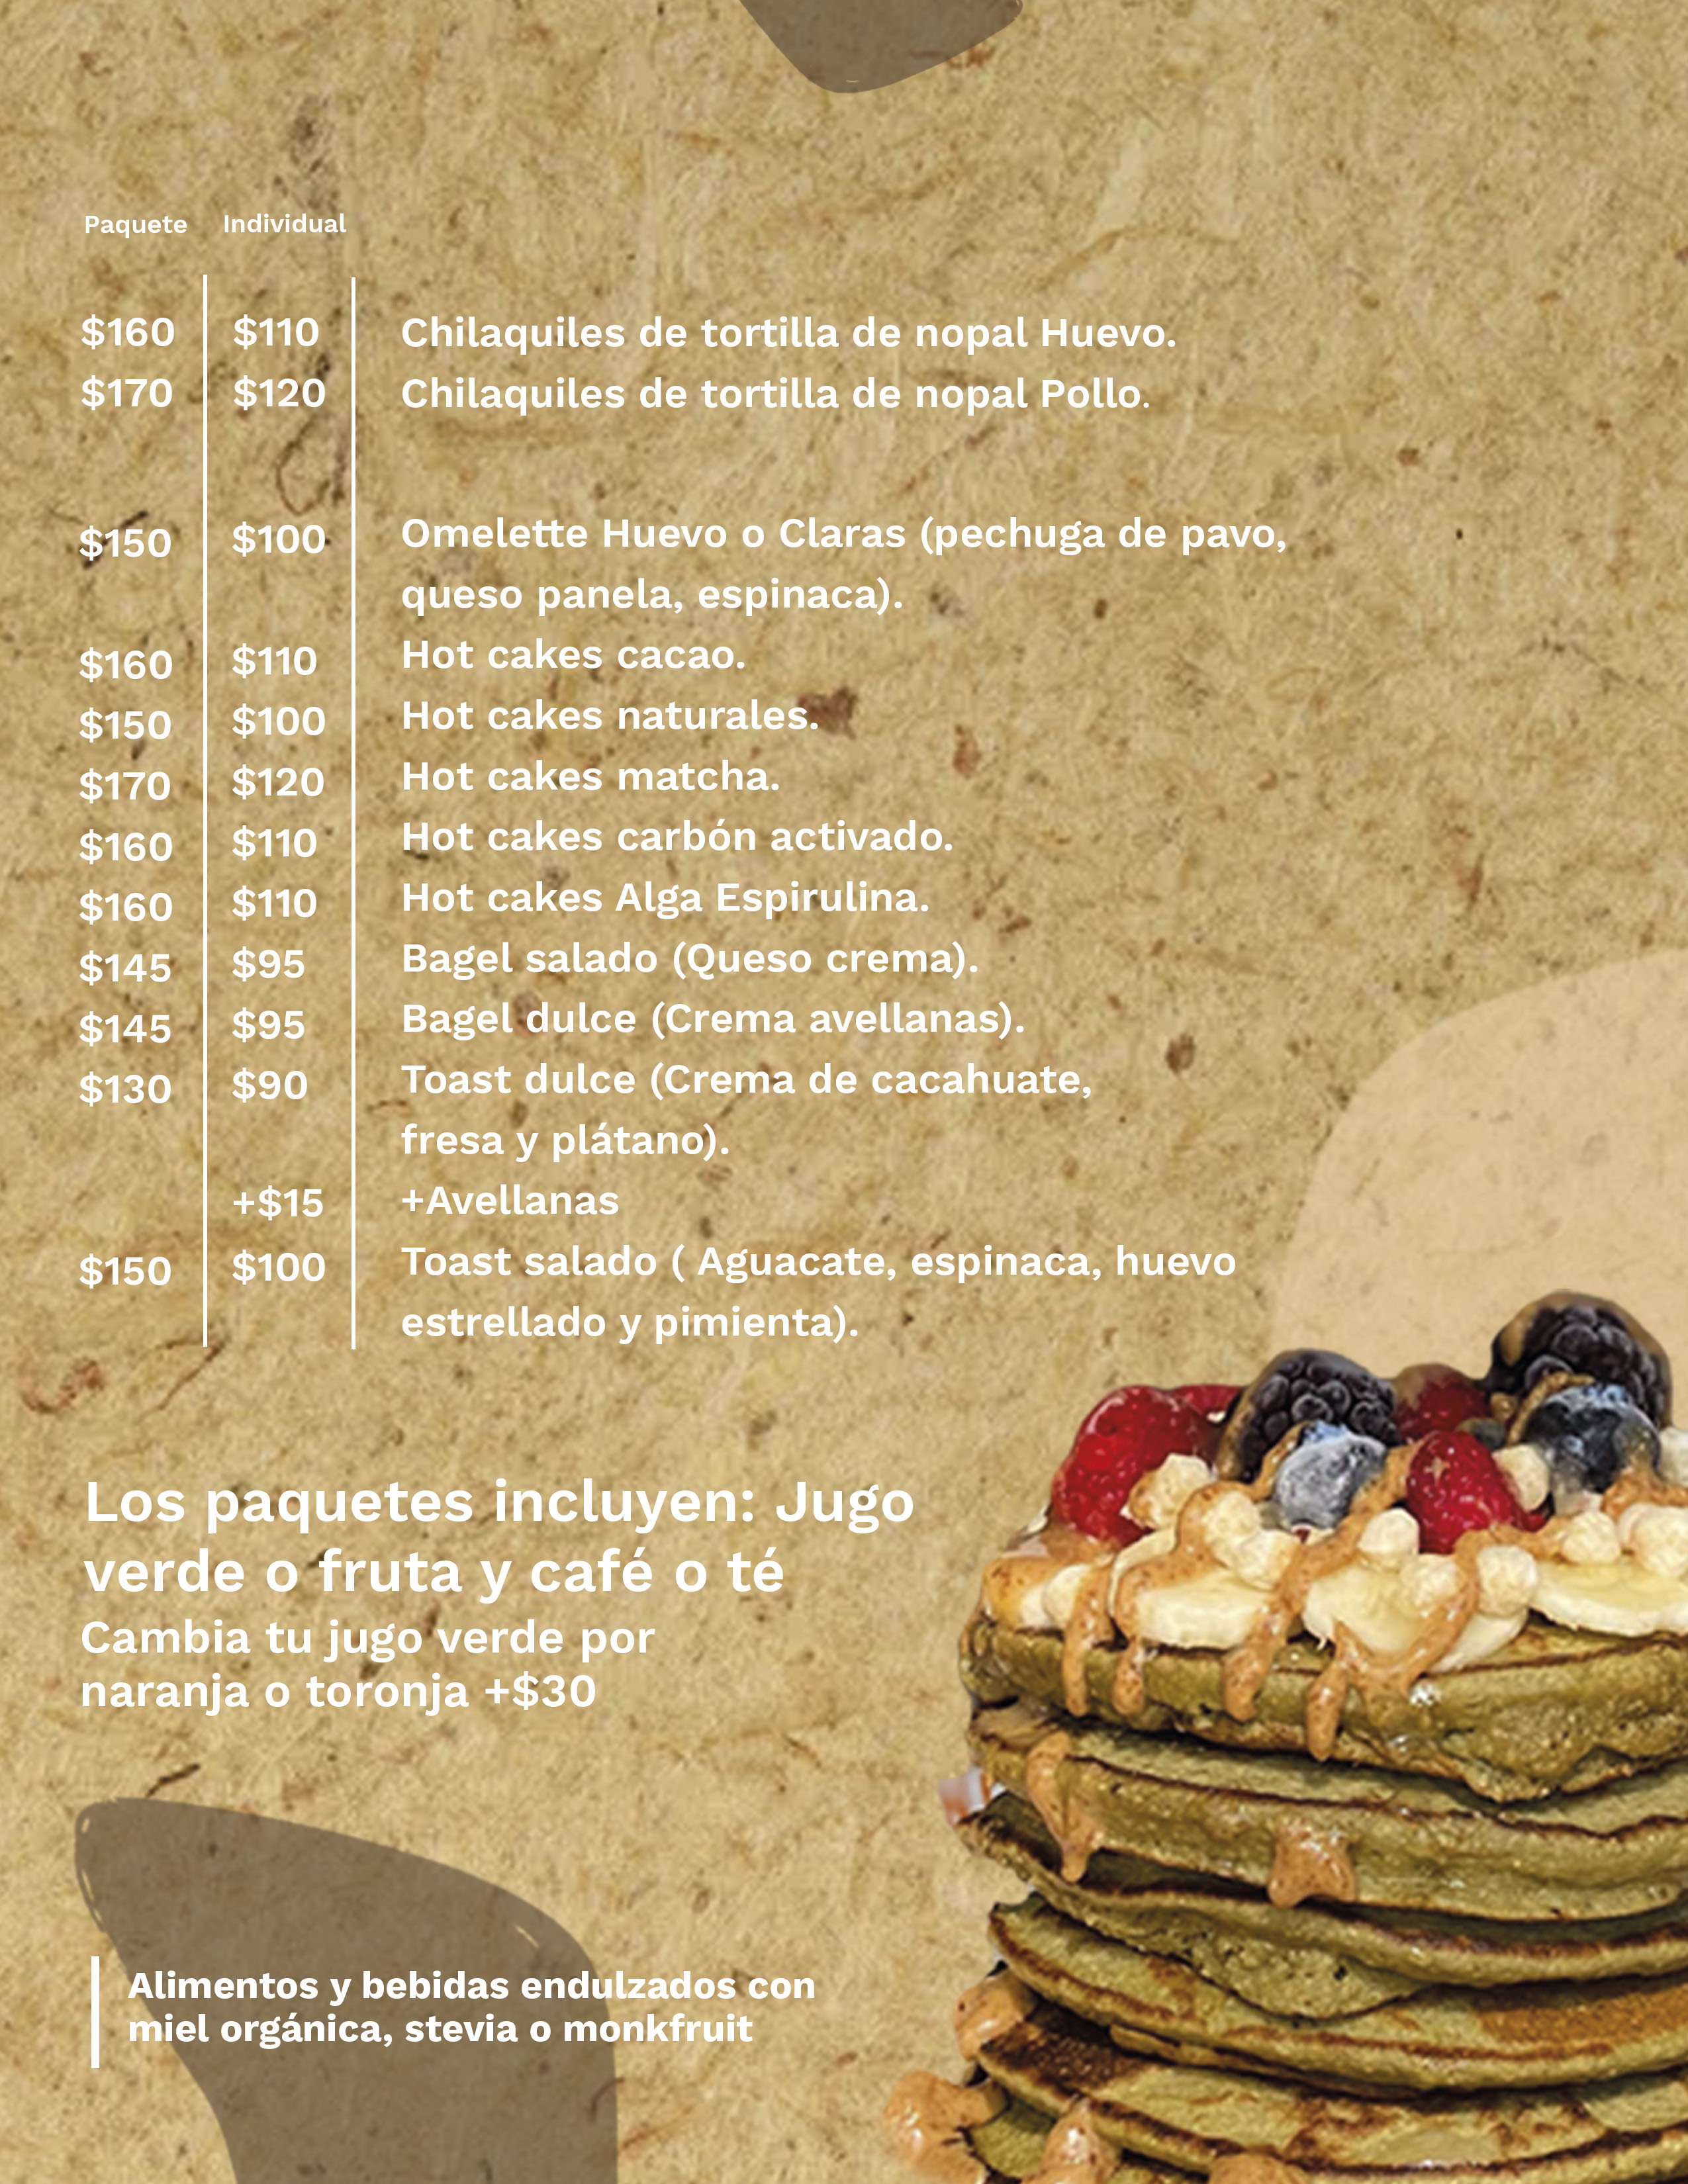 Paquete Individual
$160 $110 Chilaquiles de tortilla de nopal Huevo.
$170 $120 Chilaquiles de tortilla de nopal Pollo.
$150 $100 Omelette Huevo o Claras (pechuga de pavo,
queso panela, espinaca).
$160 $110 Hot cakes cacao.
$150 $100 Hot cakes naturales.
$170 $120 Hot cakes matcha.
$160 $110 Hot cakes carbón activado.
$160 $110 Hot cakes Alga Espirulina.
$145 $95 Bagel salado (Queso crema).
$145 $95 Bagel dulce (Crema avellanas).
$130 $90 Toast dulce (Crema de cacahuate,
fresa y plátano).
+$15 +Avellanas
$150 $100 Toast salado ( Aguacate, espinaca, huevo
estrellado y pimienta).
Los paquetes incluyen: Jugo
verde o fruta y café o té
Cambia tu jugo verde por
naranja o toronja +$30
Alimentos y bebidas endulzados con
miel orgánica, stevia o monkfruit